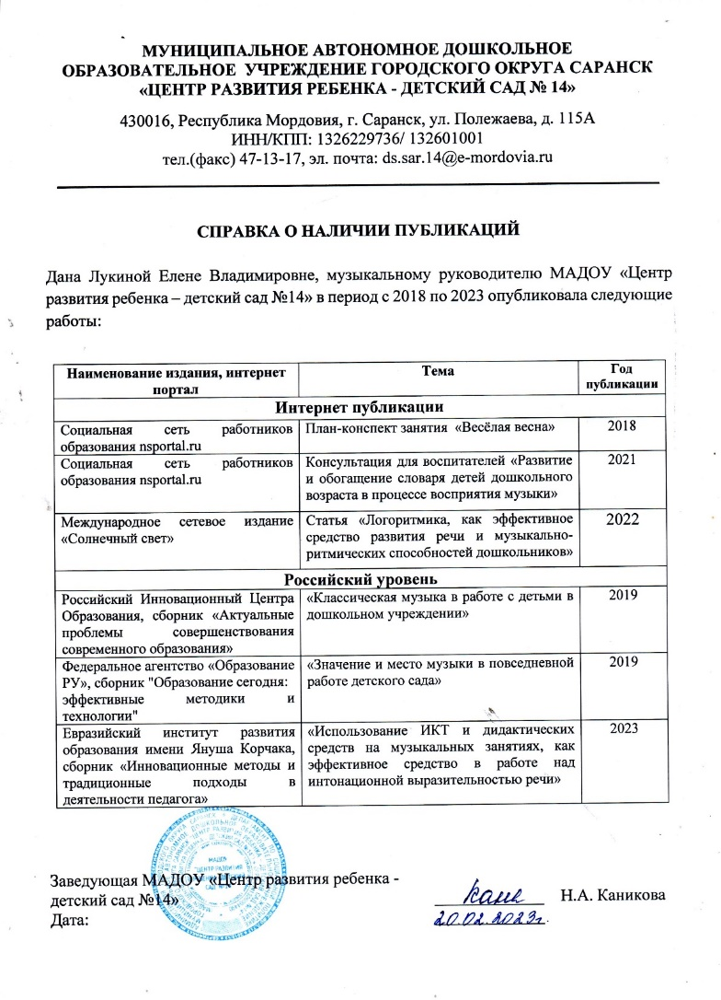 МУНИЦИПАЛЬНОЕ АВТОНОМНОЕ ДОШКОЛЬНОЕ
ОБРАЗОВАТЕЛЬНОЕ УЧРЕЖДЕНИЕ ГОРОДСКОГО ОКРУГА САРАНСК
«ЦЕНТР РАЗВИТИЯ РЕБЕНКА - ДЕТСКИЙ САД № 14»
430016, Республика Мордовия, г. Саранск, ул. Полежаева, д. 115А
ИНН/КПП: 1326229736/ 132601001
тел.(факс) 47-13-17, эл. почта: ds.sar.14@e-mordovia.ru
СПРАВКА О НАЛИЧИИ ПУБЛИКАЦИЙ
Дана Лукиной Елене Владимировне, музыкальному руководителю МАДОУ «Центр
развития ребенка – детский сад №14» в период с 2018 по 2023 опубликовала следующие
работы:
Наименование издания, интернет
портал
Тема
Год
публикации
Интернет публикации
Социальная сеть работников
образования nsportal.ru
План-конспект занятия «Весёлая весна»
2018
Социальная сеть работников
образования nsportal.ru
Консультация для воспитателей «Развитие
и обогащение словаря детей дошкольного
возраста в процессе восприятия музыки»
2021
Международное сетевое издание
«Солнечный свет»
Статья «Логоритмика, как эффективное
средство развития речи и музыкально-
ритмических способностей дошкольников»
2022
Российский уровень
Российский Инновационный Центра
Образования, сборник «Актуальные
проблемы совершенствования
современного образования»
«Классическая музыка в работе с детьми в
дошкольном учреждении»
2019
Федеральное агентство «Образование
РУ», сборник "Образование сегодня:
эффективные методики и
технологии"
«Значение и место музыки в повседневной
работе детского сада»
2019
Евразийский институт развития
образования имени Януша Корчака,
сборник «Инновационные методы и
традиционные подходы в
деятельности педагога»
«Использование ИКТ и дидактических
средств на музыкальных занятиях, как
эффективное средство в работе над
интонационной выразительностью речи»
2023
Заведующая МАДОУ «Центр развития ребенка -
детский сад №14»
Н.А. Каникова
Дата:
20.02.2023г.
МАДОУ
"ЦЕНТР РАЗВИТИЯ